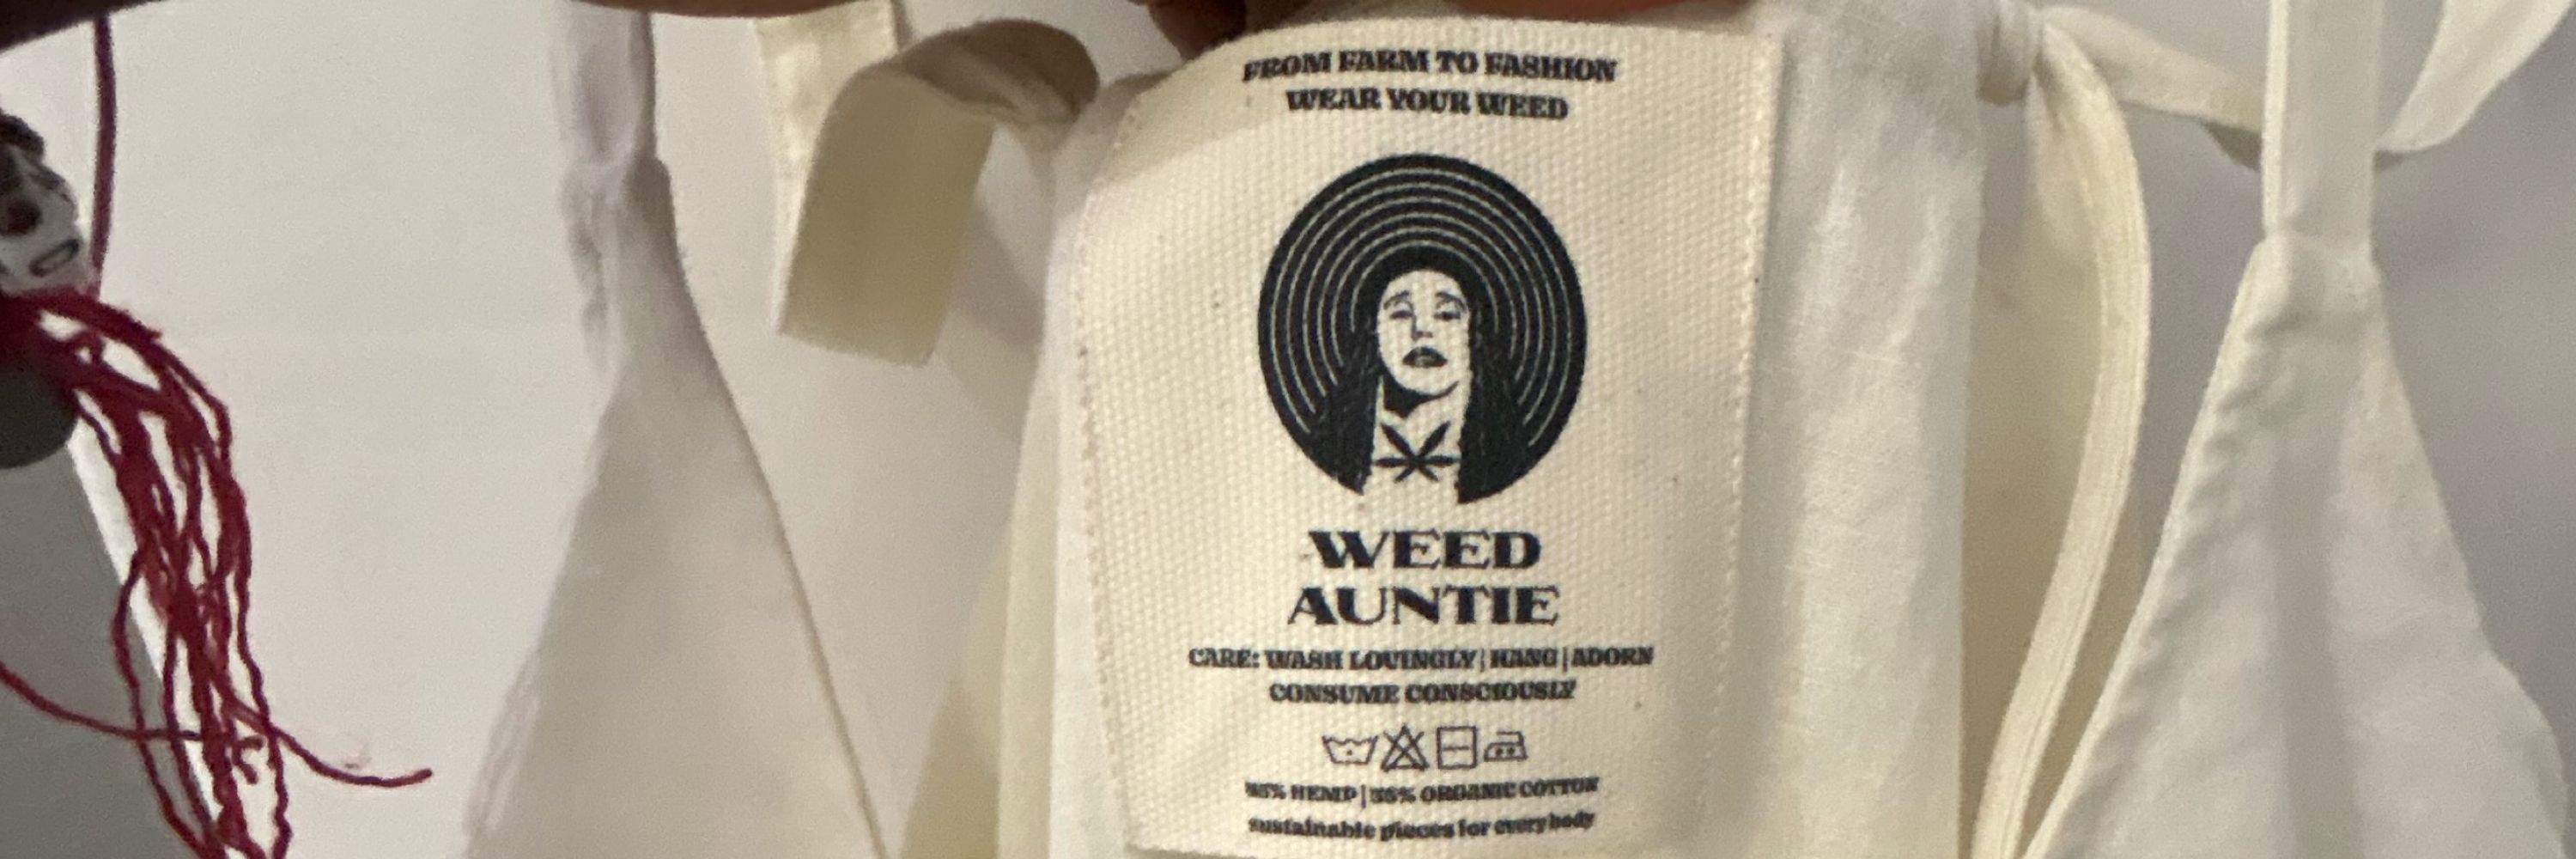 FROM FARM TO FASHION
WEAR YOUR WEED
WEED
AUNTIE
CARE: WASH LOVINGLY | HANG | ADORN
CONSUME CONSCIOUSLY
HEMP | ORGANIC COTTON
sustainable pieces for every body